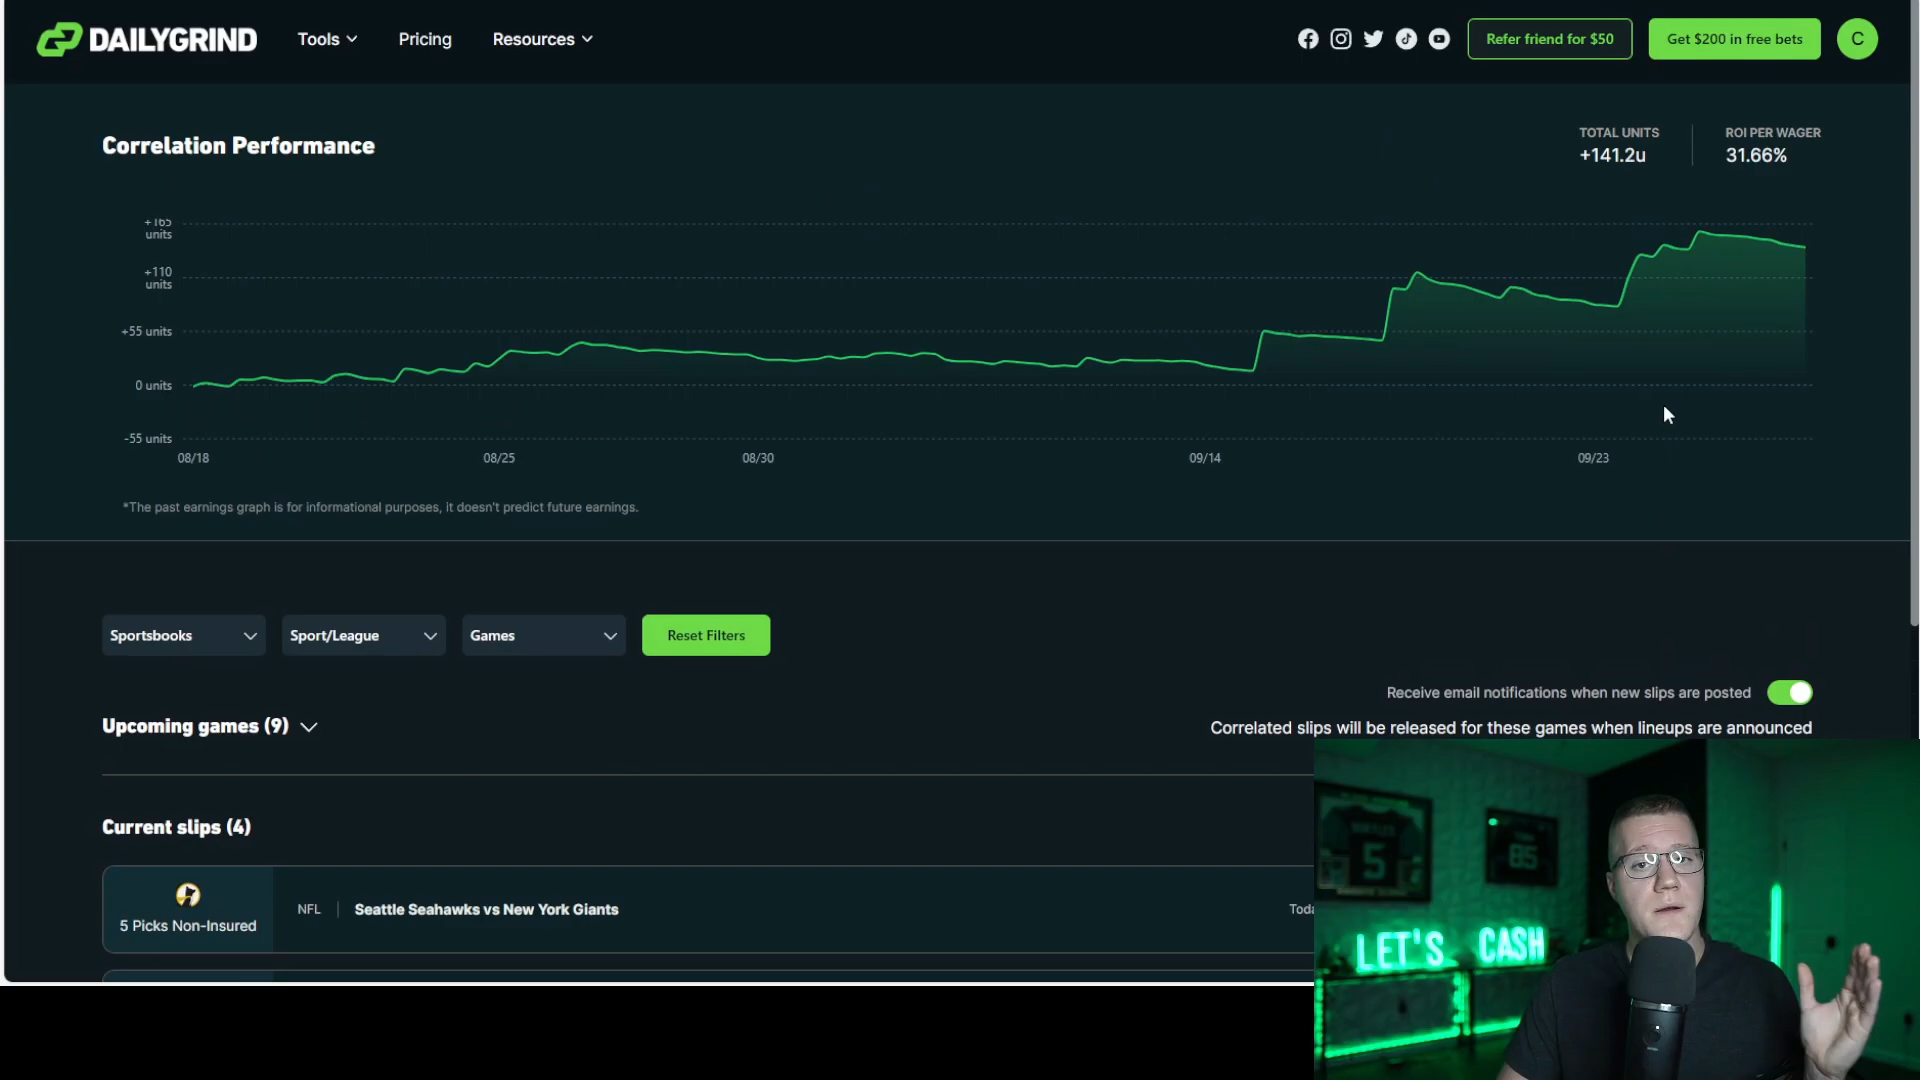 DAILYGRIND
Tools
Pricing
Resources
Refer friend for $50
Get $200 in free bets
C
Correlation Performance
TOTAL UNITS
+141.2u
ROI PER WAGER
31.66%
+165
units
+110
units
+55 units
0 units
-55 units
08/18
08/25
08/30
09/14
09/23
*The past earnings graph is for informational purposes, it doesn't predict future earnings.
Sportsbooks
Sport/League
Games
Reset Filters
Receive email notifications when new slips are posted
Upcoming games (9)
Correlated slips will be released for these games when lineups are announced
Current slips (4)
5 Picks Non-Insured
NFL
Seattle Seahawks vs New York Giants
Toda
5
85
LET'S CASH